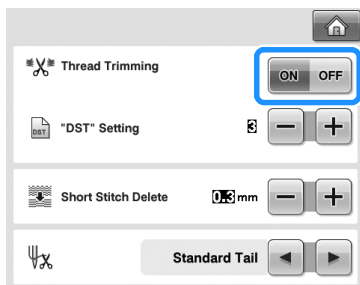 Thread Trimming
ON OFF
DST
"DST" Setting
3
Short Stitch Delete
0.3 mm
Standard Tail